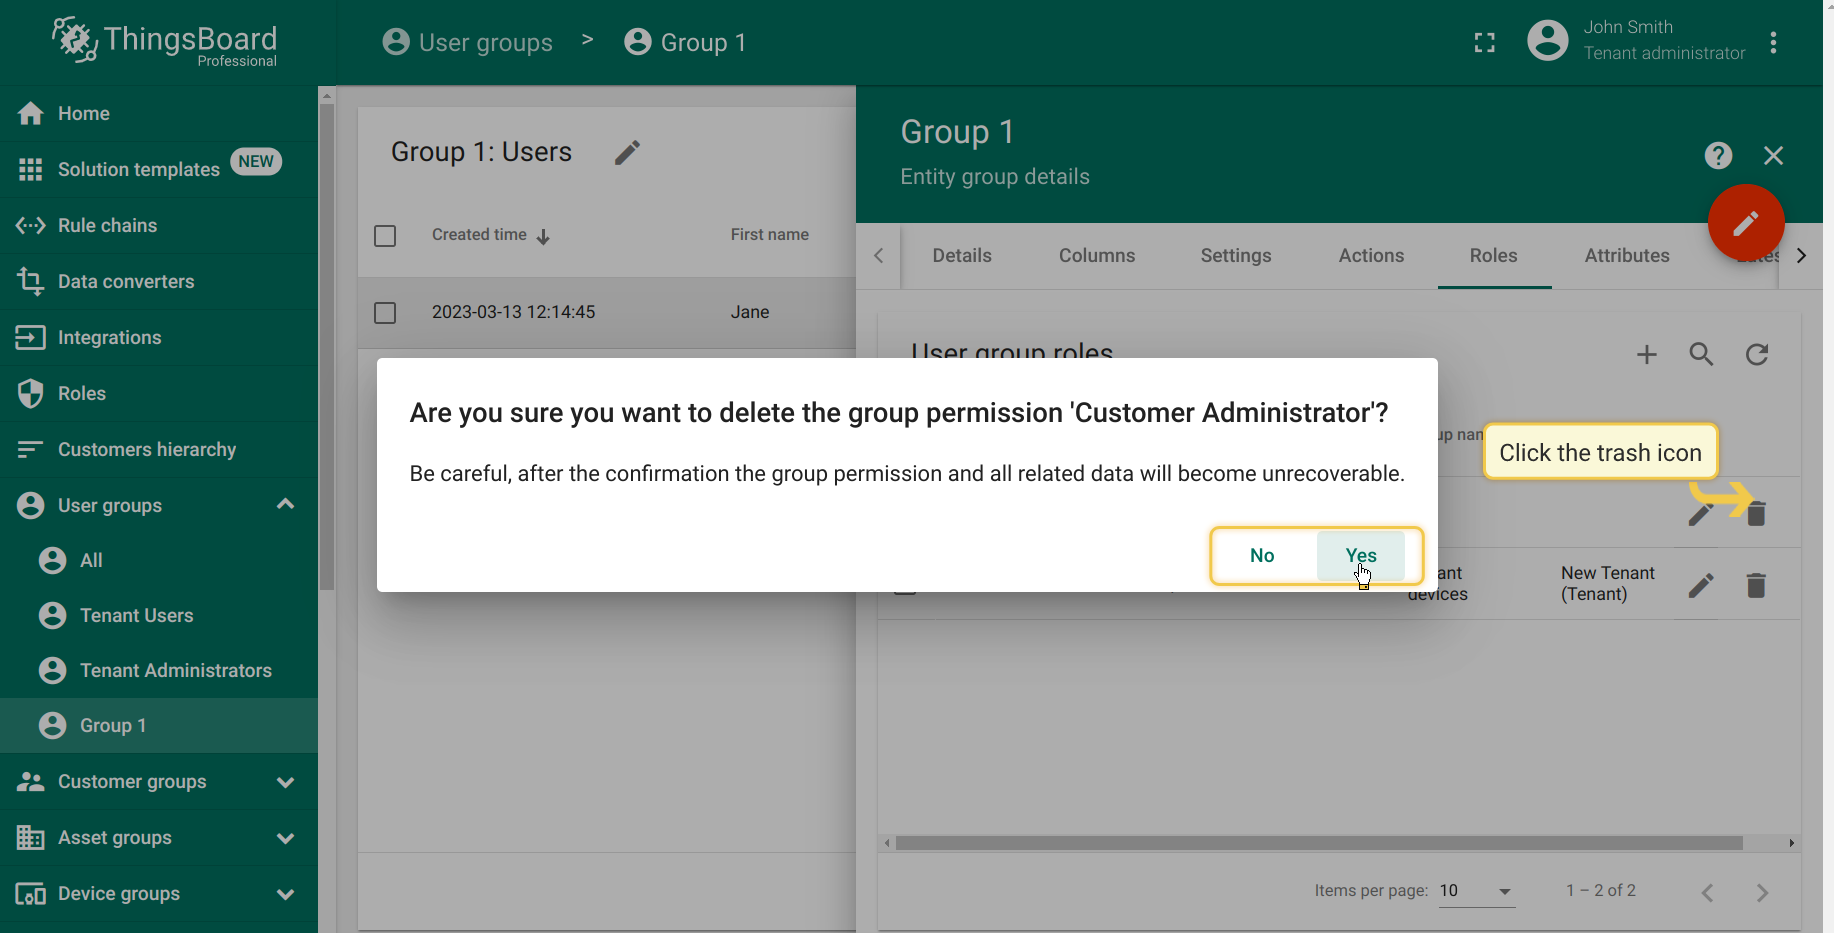 ThingsBoard
Professional
User groups > Group 1
John Smith
Tenant administrator
Home
Solution templates NEW
Rule chains
Data converters
Integrations
Roles
Customers hierarchy
User groups
All
Tenant Users
Tenant Administrators
Group 1
Customer groups
Asset groups
Device groups
Group 1: Users
Created time First name
2023-03-13 12:14:45 Jane
Group 1
Entity group details
Details Columns Settings Actions Roles Attributes
User group roles
Are you sure you want to delete the group permission 'Customer Administrator'?
Be careful, after the confirmation the group permission and all related data will become unrecoverable.
No Yes
Click the trash icon
devices
New Tenant
(Tenant)
Items per page: 10 1 – 2 of 2